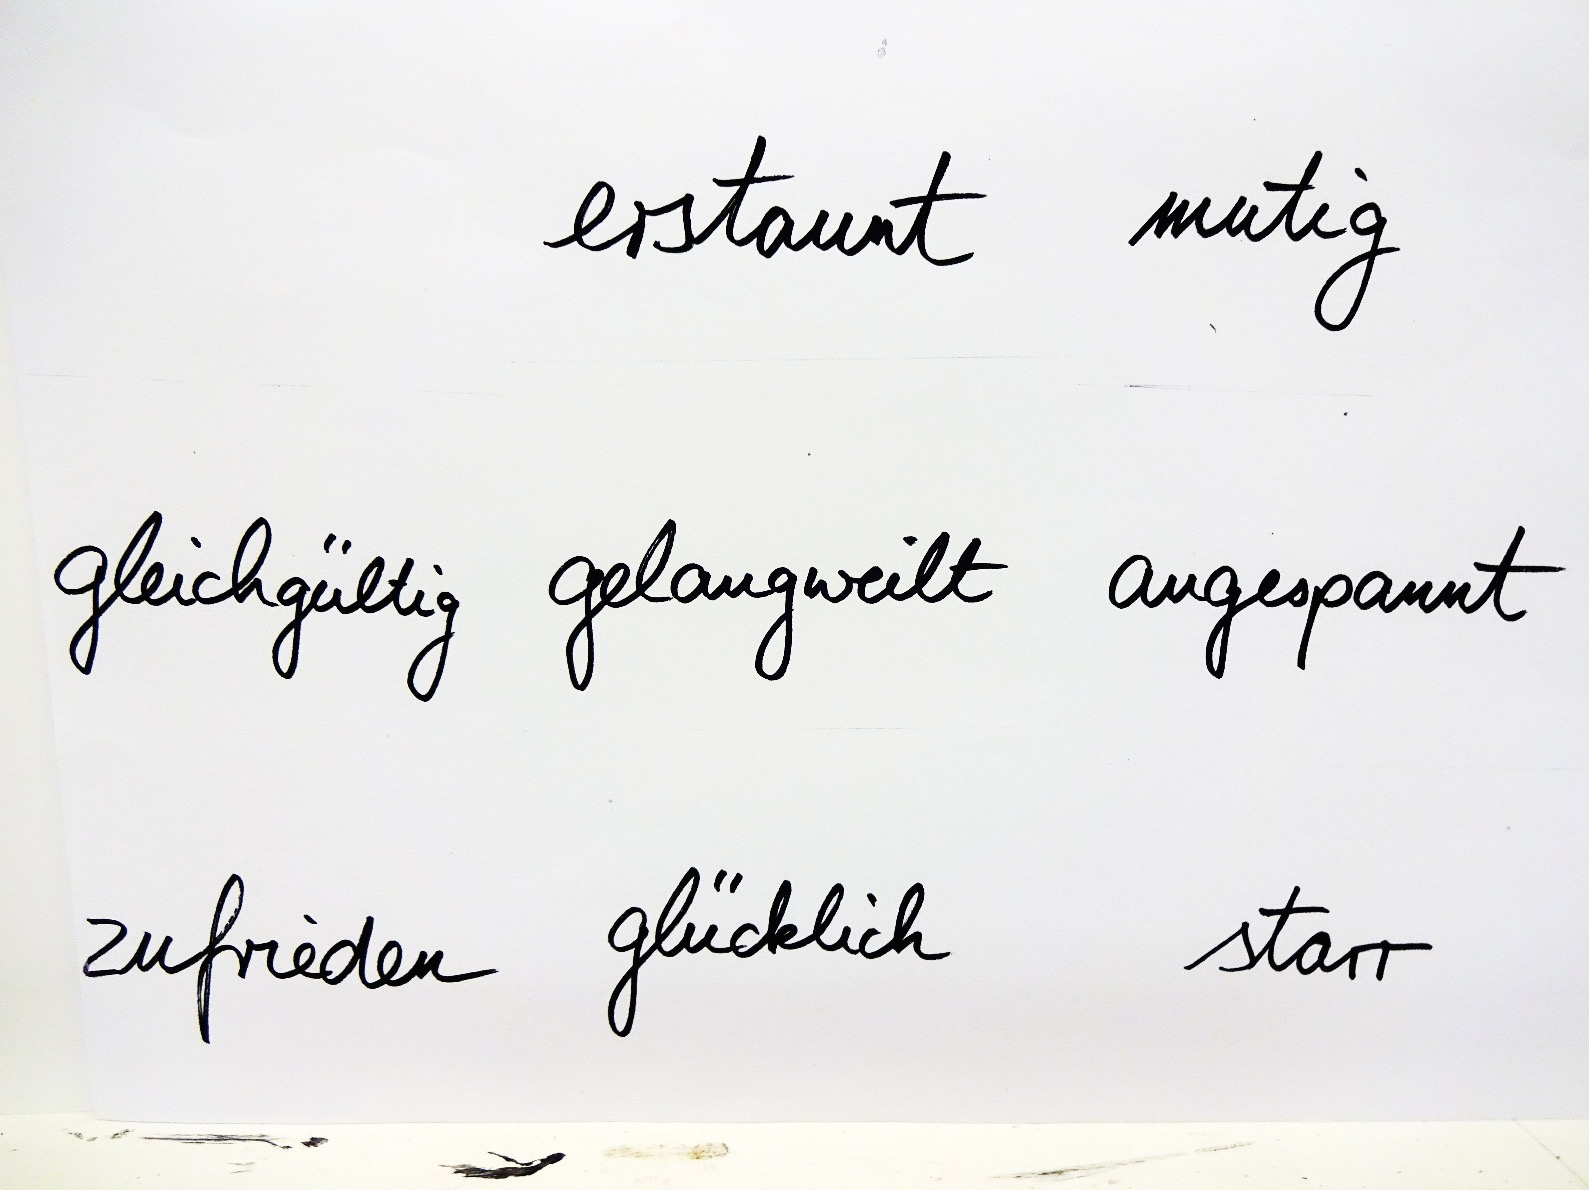 erstaunt mutig
gleichgültig gelangweilt angespannt
zufrieden glücklich starr